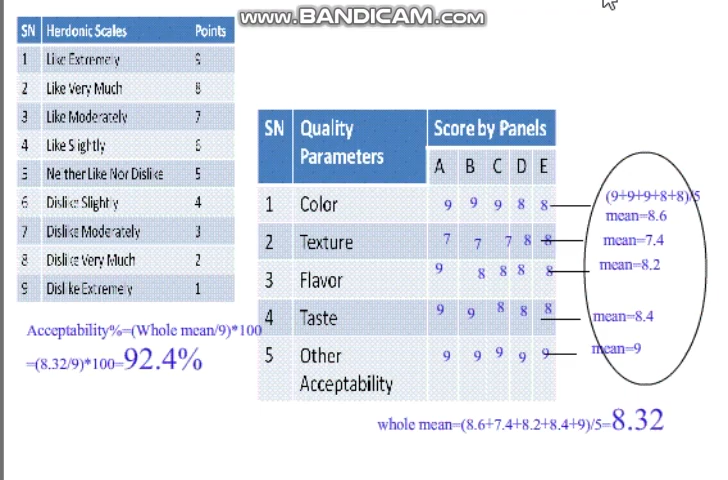 www.BANDICAM.com
SN Herdonic Scales Points
1 Like Extremely 9
2 Like Very Much 8
3 Like Moderately 7
4 Like Slightly 6
5 Neither Like Nor Dislike 5
6 Dislike Slightly 4
7 Dislike Moderately 3
8 Dislike Very Much 2
9 Dislike Extremely 1
Acceptability%=(Whole mean/9)*100
=(8.32/9)*100=92.4%
SN Quality Parameters Score by Panels
A B C D E
1 Color 9 9 9 8 8 (9+9+9+8+8)/5
mean=8.6
2 Texture 7 7 7 8 8 mean=7.4
3 Flavor 9 8 8 8 8 mean=8.2
4 Taste 9 9 8 8 8 mean=8.4
5 Other Acceptability 9 9 9 9 9 mean=9
whole mean=(8.6+7.4+8.2+8.4+9)/5=8.32